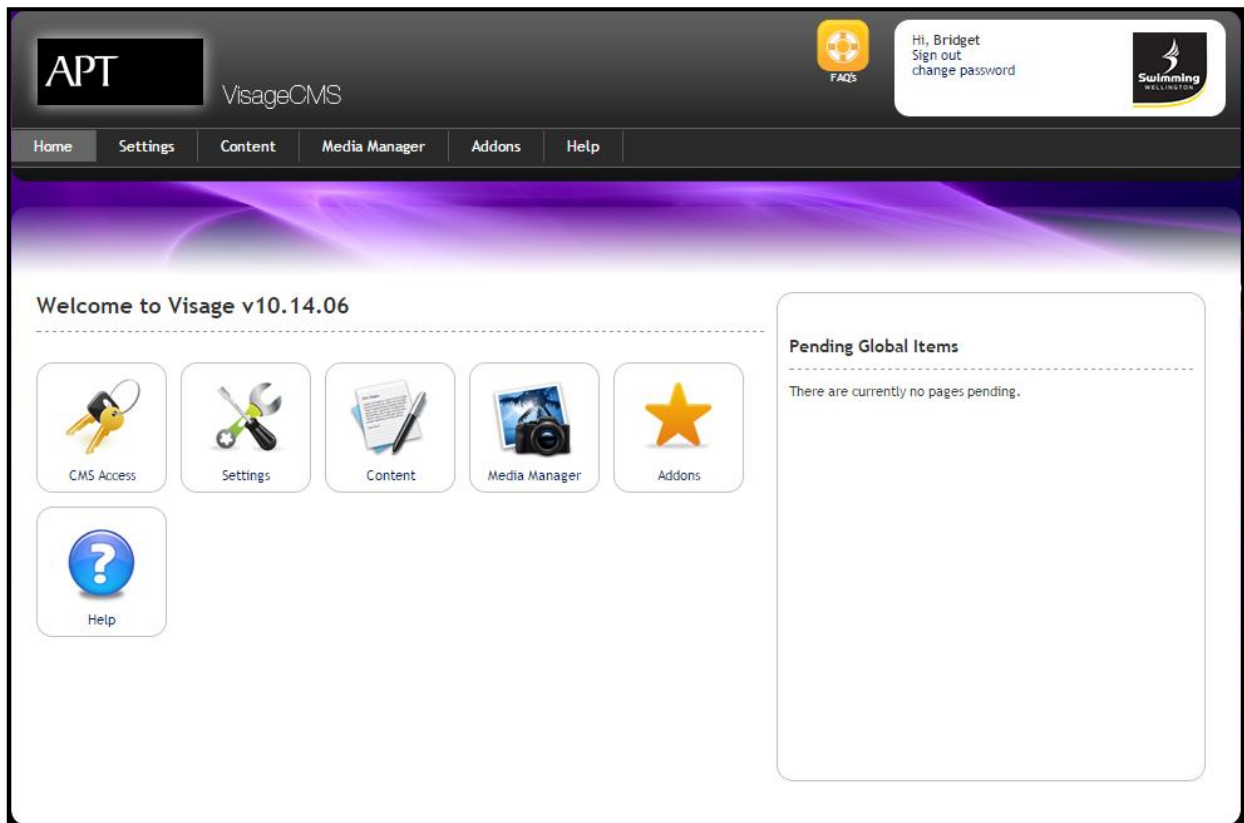 APT
VisageCMS
FAQ's
Hi, Bridget
Sign out
change password
Swimming
WELLINGTON
Home
Settings
Content
Media Manager
Addons
Help
Welcome to Visage v10.14.06
CMS Access
Settings
Content
Media Manager
Addons
Help
Pending Global Items
There are currently no pages pending.